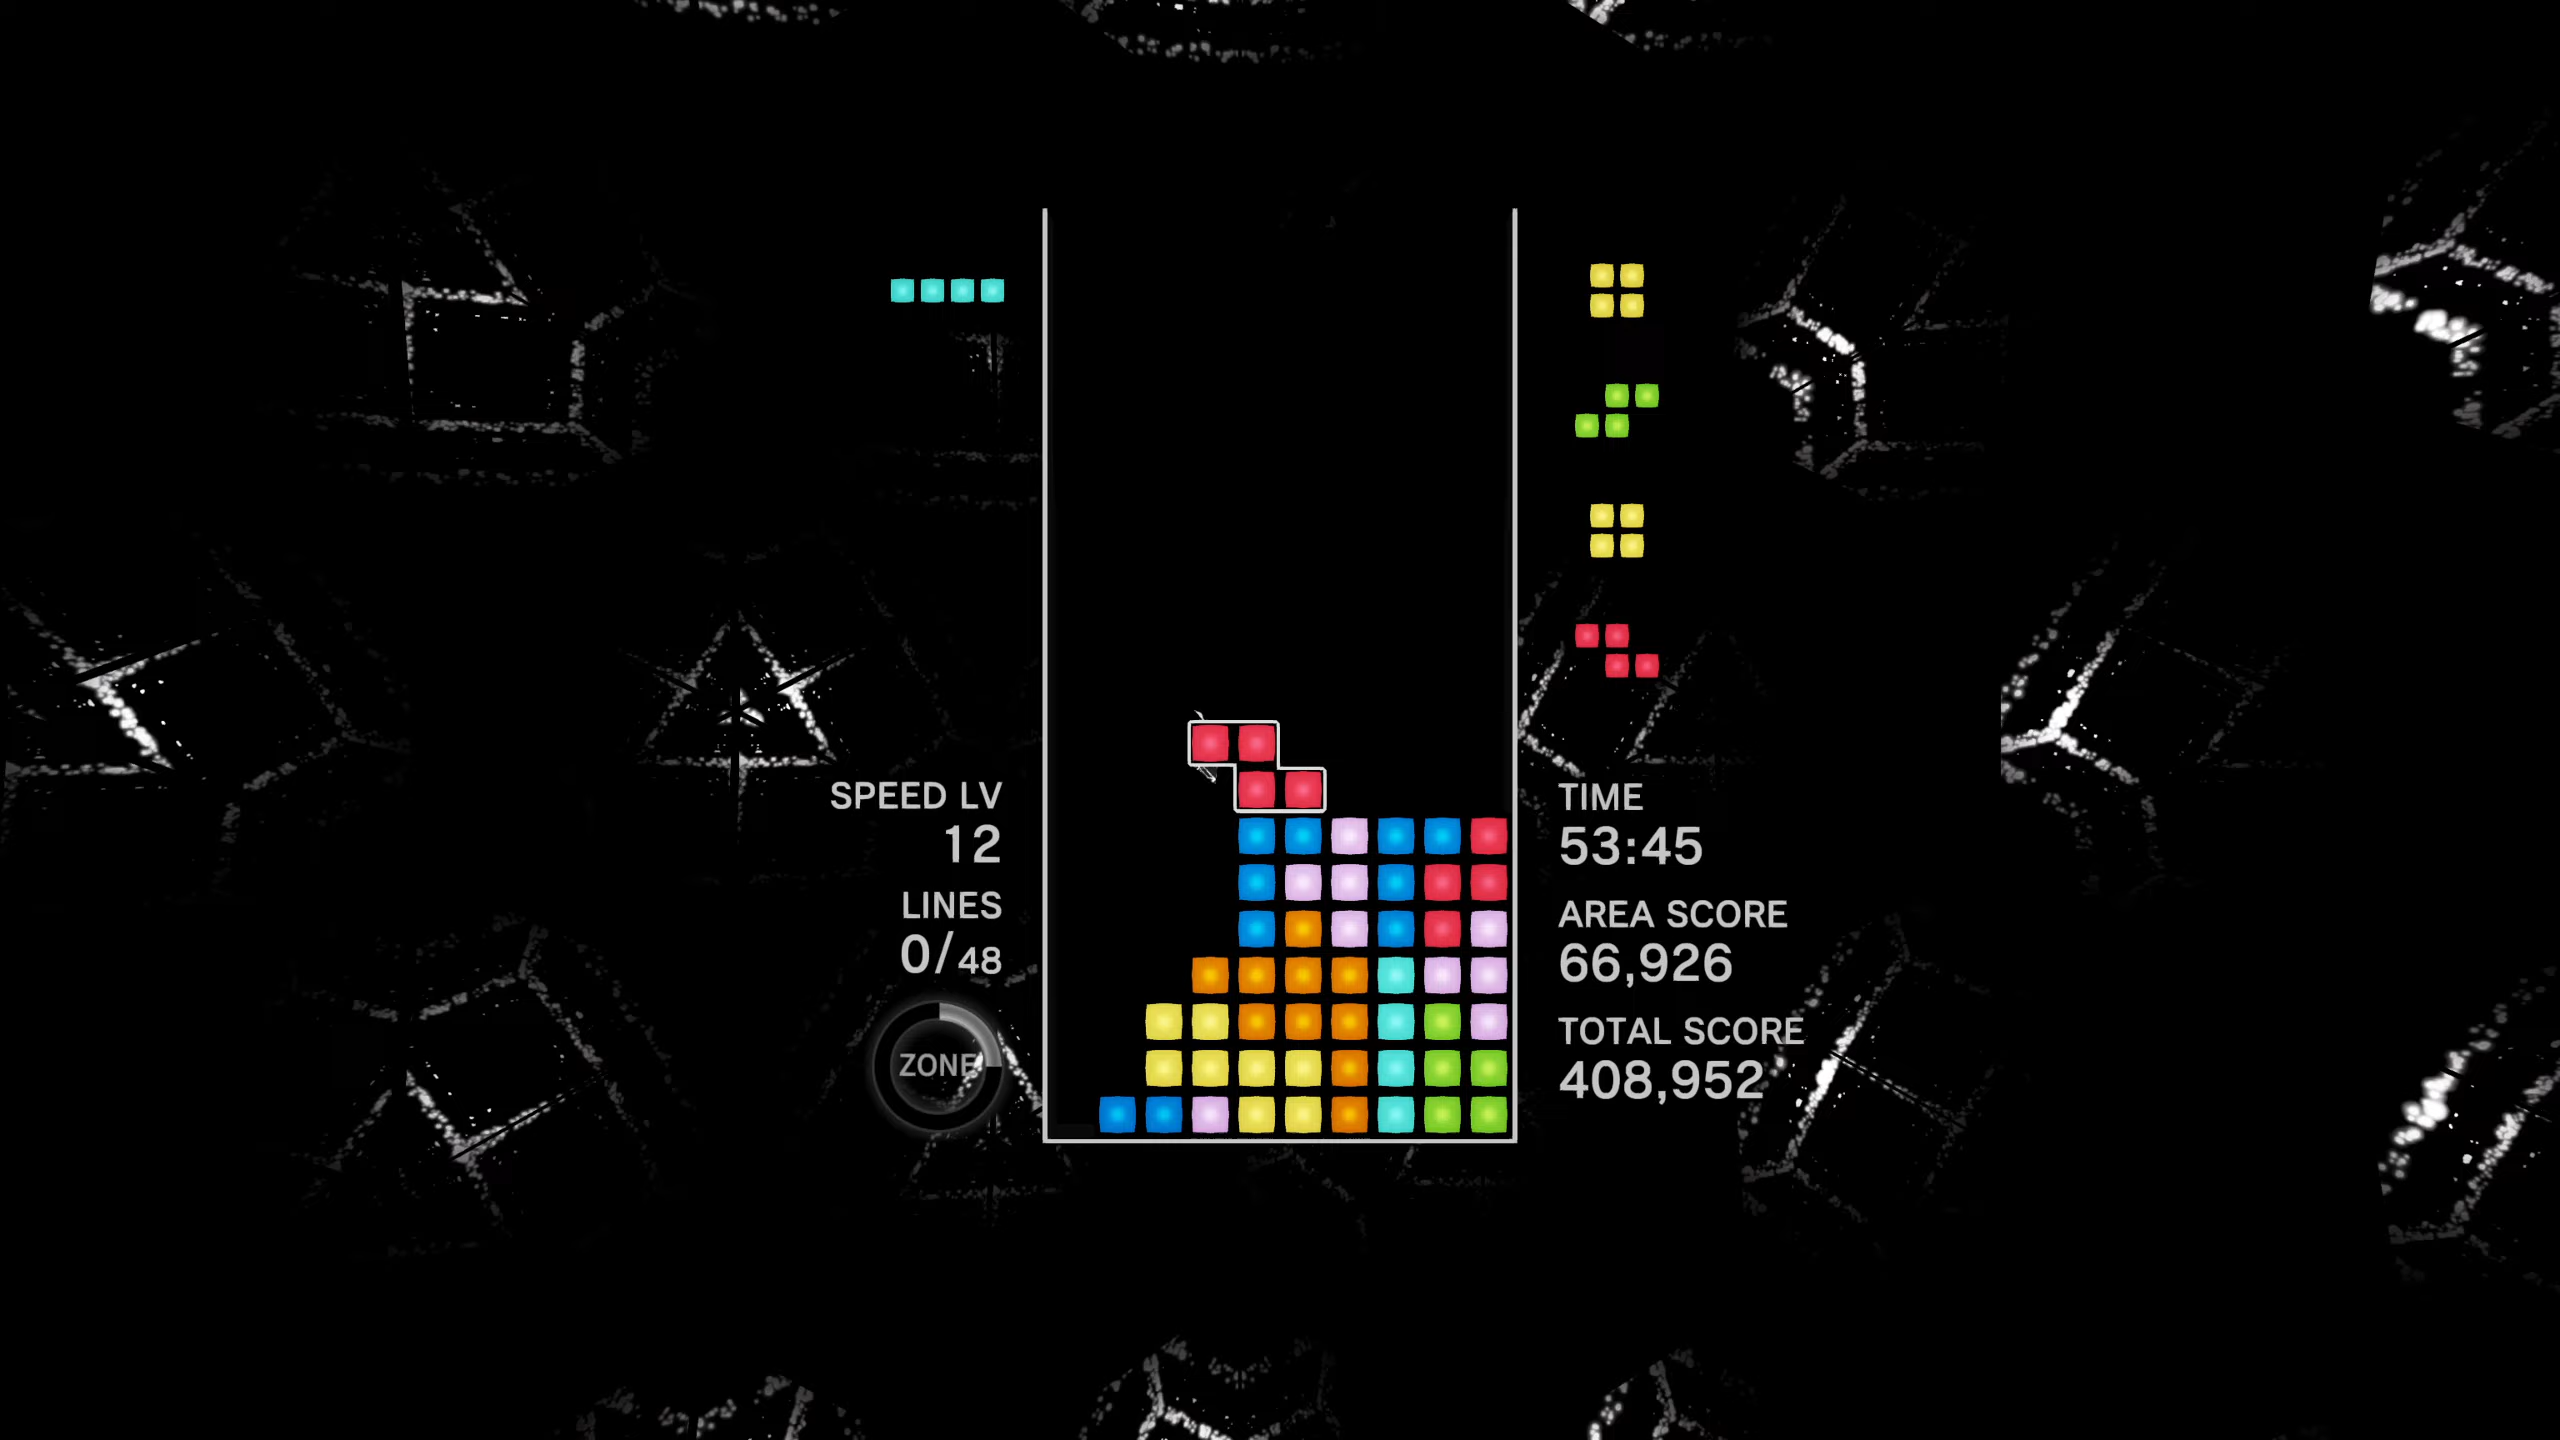 SPEED LV
12
LINES
0/48
ZONE
TIME
53:45
AREA SCORE
66,926
TOTAL SCORE
408,952